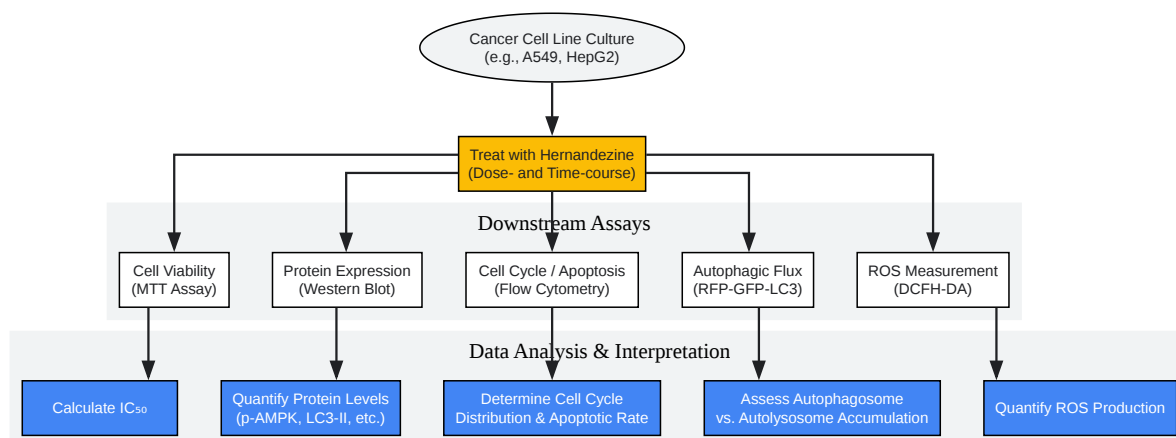 Cancer Cell Line Culture
(e.g., A549, HepG2)
Treat with Hernandezine
(Dose- and Time-course)
Downstream Assays
Cell Viability
(MTT Assay)
Protein Expression
(Western Blot)
Cell Cycle / Apoptosis
(Flow Cytometry)
Autophagic Flux
(RFP-GFP-LC3)
ROS Measurement
(DCFH-DA)
Data Analysis & Interpretation
Calculate IC₅₀
Quantify Protein Levels
(p-AMPK, LC3-II, etc.)
Determine Cell Cycle
Distribution & Apoptotic Rate
Assess Autophagosome
vs. Autolysosome Accumulation
Quantify ROS Production